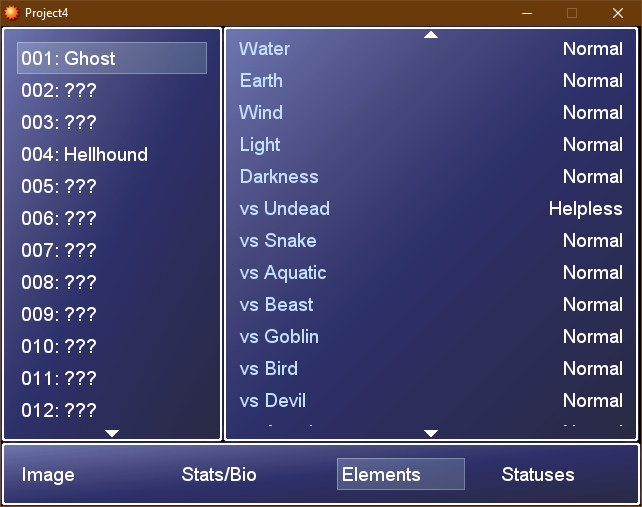 Project4
001: Ghost
002: ???
003: ???
004: Hellhound
005: ???
006: ???
007: ???
008: ???
009: ???
010: ???
011: ???
012: ???
Water Normal
Earth Normal
Wind Normal
Light Normal
Darkness Normal
vs Undead Helpless
vs Snake Normal
vs Aquatic Normal
vs Beast Normal
vs Goblin Normal
vs Bird Normal
vs Devil Normal
Image Stats/Bio Elements Statuses